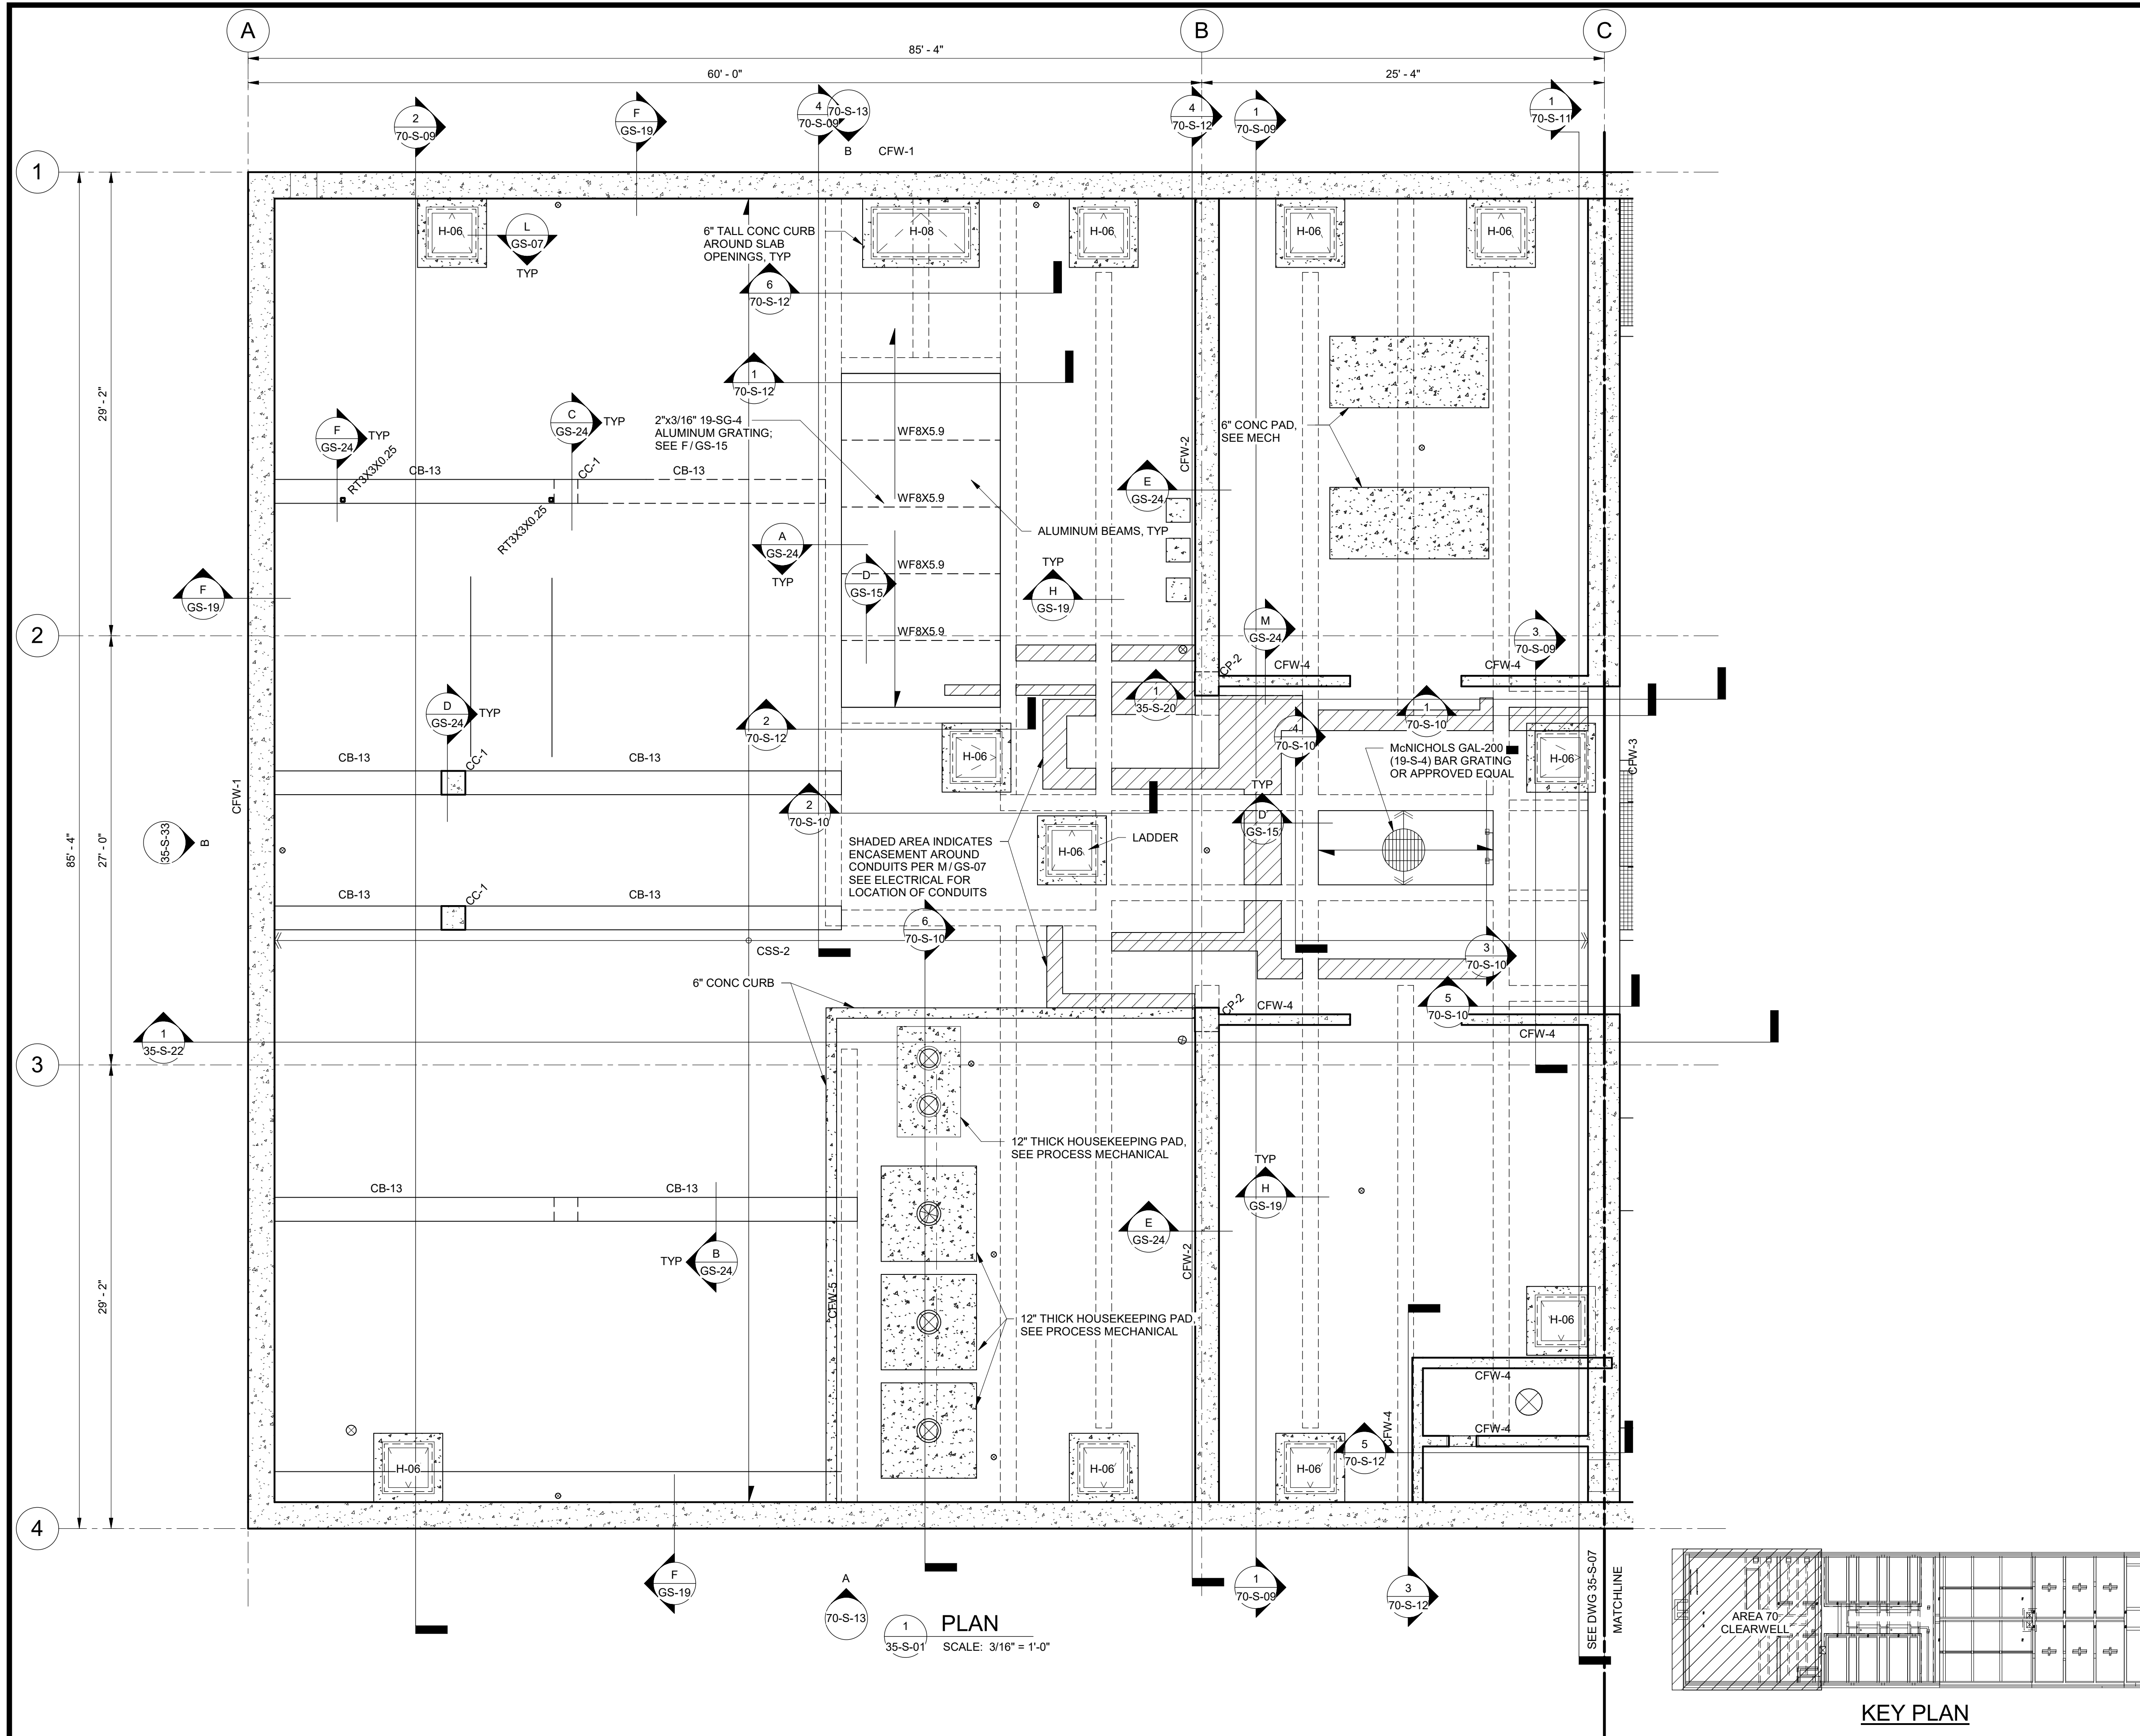 A
B
C
85' - 4"
60' - 0"
25' - 4"
2
70-S-09
F
GS-19
4
70-S-09
70-S-13
B
CFW-1
4
70-S-12
1
70-S-09
1
70-S-11
1
2
3
4
29' - 2"
27' - 0"
29' - 2"
85' - 4"
H-06
L
GS-07
TYP
6" TALL CONC CURB
AROUND SLAB
OPENINGS, TYP
H-08
H-06
H-06
H-06
6
70-S-12
1
70-S-12
2"x3/16" 19-SG-4
ALUMINUM GRATING;
SEE F/GS-15
WF8X5.9
WF8X5.9
WF8X5.9
WF8X5.9
ALUMINUM BEAMS, TYP
6" CONC PAD,
SEE MECH
CFW-2
E
GS-24
F
GS-24
TYP
RT3X3X0.25
C
GS-24
TYP
CB-13
CC-1
CB-13
RT3X3X0.25
A
GS-24
TYP
D
GS-15
TYP
H
GS-19
F
GS-19
M
GS-24
3
70-S-09
CP-2
CFW-4
CFW-4
1
35-S-20
1
70-S-10
D
GS-24
TYP
2
70-S-12
4
70-S-10
McNICHOLS GAL-200
(19-S-4) BAR GRATING
OR APPROVED EQUAL
H-06
H-06
CFW-3
CB-13
CC-1
CB-13
CFW-1
2
70-S-10
TYP
D
GS-15
35-S-33
B
SHADED AREA INDICATES
ENCASEMENT AROUND
CONDUITS PER M/GS-07
SEE ELECTRICAL FOR
LOCATION OF CONDUITS
H-06
LADDER
CB-13
CC-1
CB-13
6
70-S-10
CSS-2
3
70-S-10
6" CONC CURB
5
70-S-10
CP-2
CFW-4
CFW-4
1
35-S-22
12" THICK HOUSEKEEPING PAD,
SEE PROCESS MECHANICAL
CB-13
CB-13
TYP
H
GS-19
E
GS-24
TYP
B
GS-24
CFW-2
CFW-5
12" THICK HOUSEKEEPING PAD,
SEE PROCESS MECHANICAL
H-06
CFW-4
CFW-4
CFW-4
5
70-S-12
H-06
H-06
H-06
F
GS-19
A
70-S-13
1
35-S-01
PLAN
SCALE: 3/16" = 1'-0"
1
70-S-09
3
70-S-12
SEE DWG 35-S-07
MATCHLINE
AREA 70
CLEARWELL
KEY PLAN